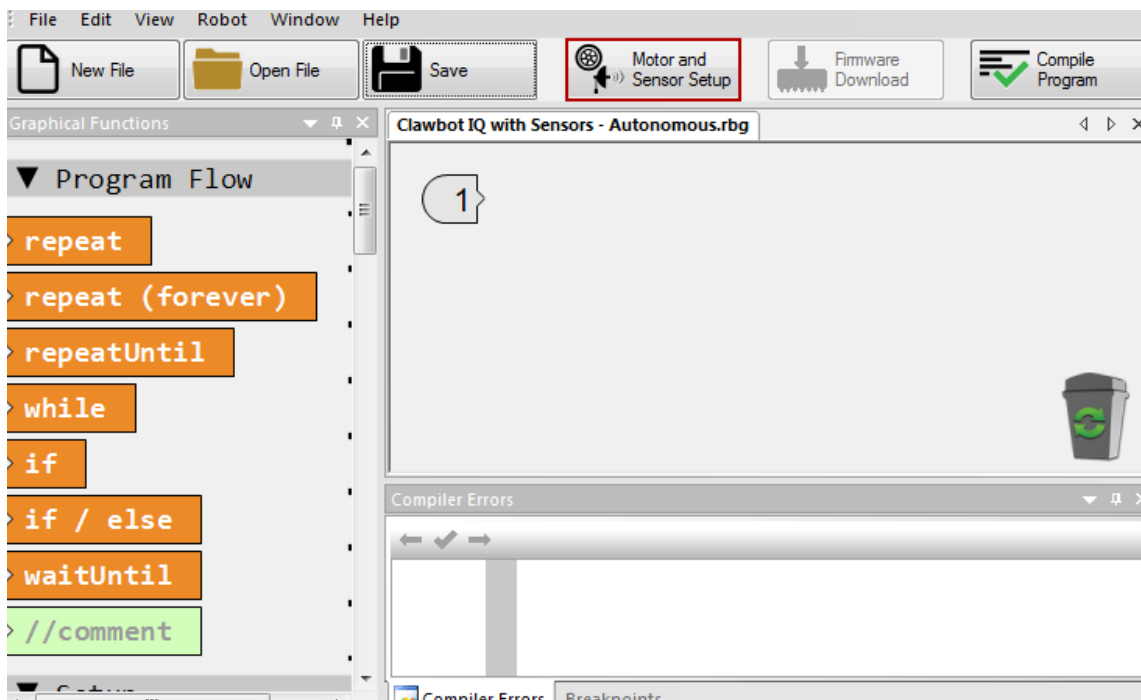 File Edit View Robot Window Help
New File
Open File
Save
Motor and
Sensor Setup
Firmware
Download
Compile
Program
Graphical Functions
Clawbot IQ with Sensors - Autonomous.rbg
Program Flow
1
repeat
repeat (forever)
repeatUntil
while
if
if / else
waitUntil
//comment
Compiler Errors
Compiler Errors
Breakpoints